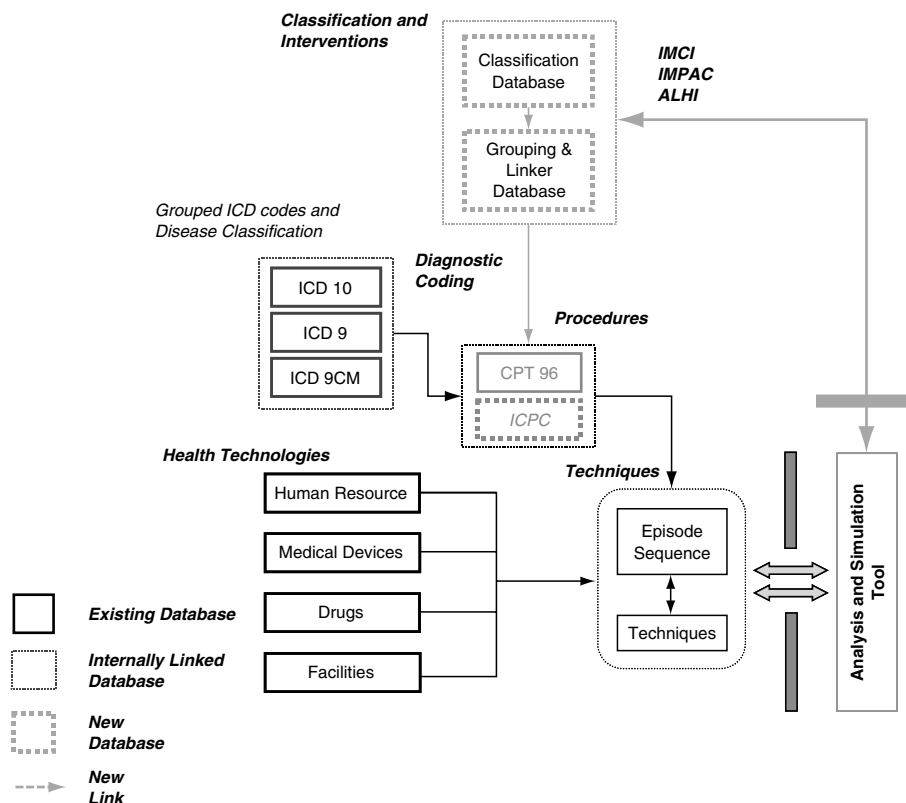 Classification and
Interventions
Classification
Database
Grouping &
Linker
Database
IMCI
IMPAC
ALHI
Grouped ICD codes and
Disease Classification
ICD 10
ICD 9
ICD 9CM
Diagnostic
Coding
Procedures
CPT 96
ICPC
Health Technologies
Human Resource
Medical Devices
Drugs
Facilities
Techniques
Episode
Sequence
Techniques
Analysis and Simulation
Tool
Existing Database
Internally Linked
Database
New
Database
New
Link